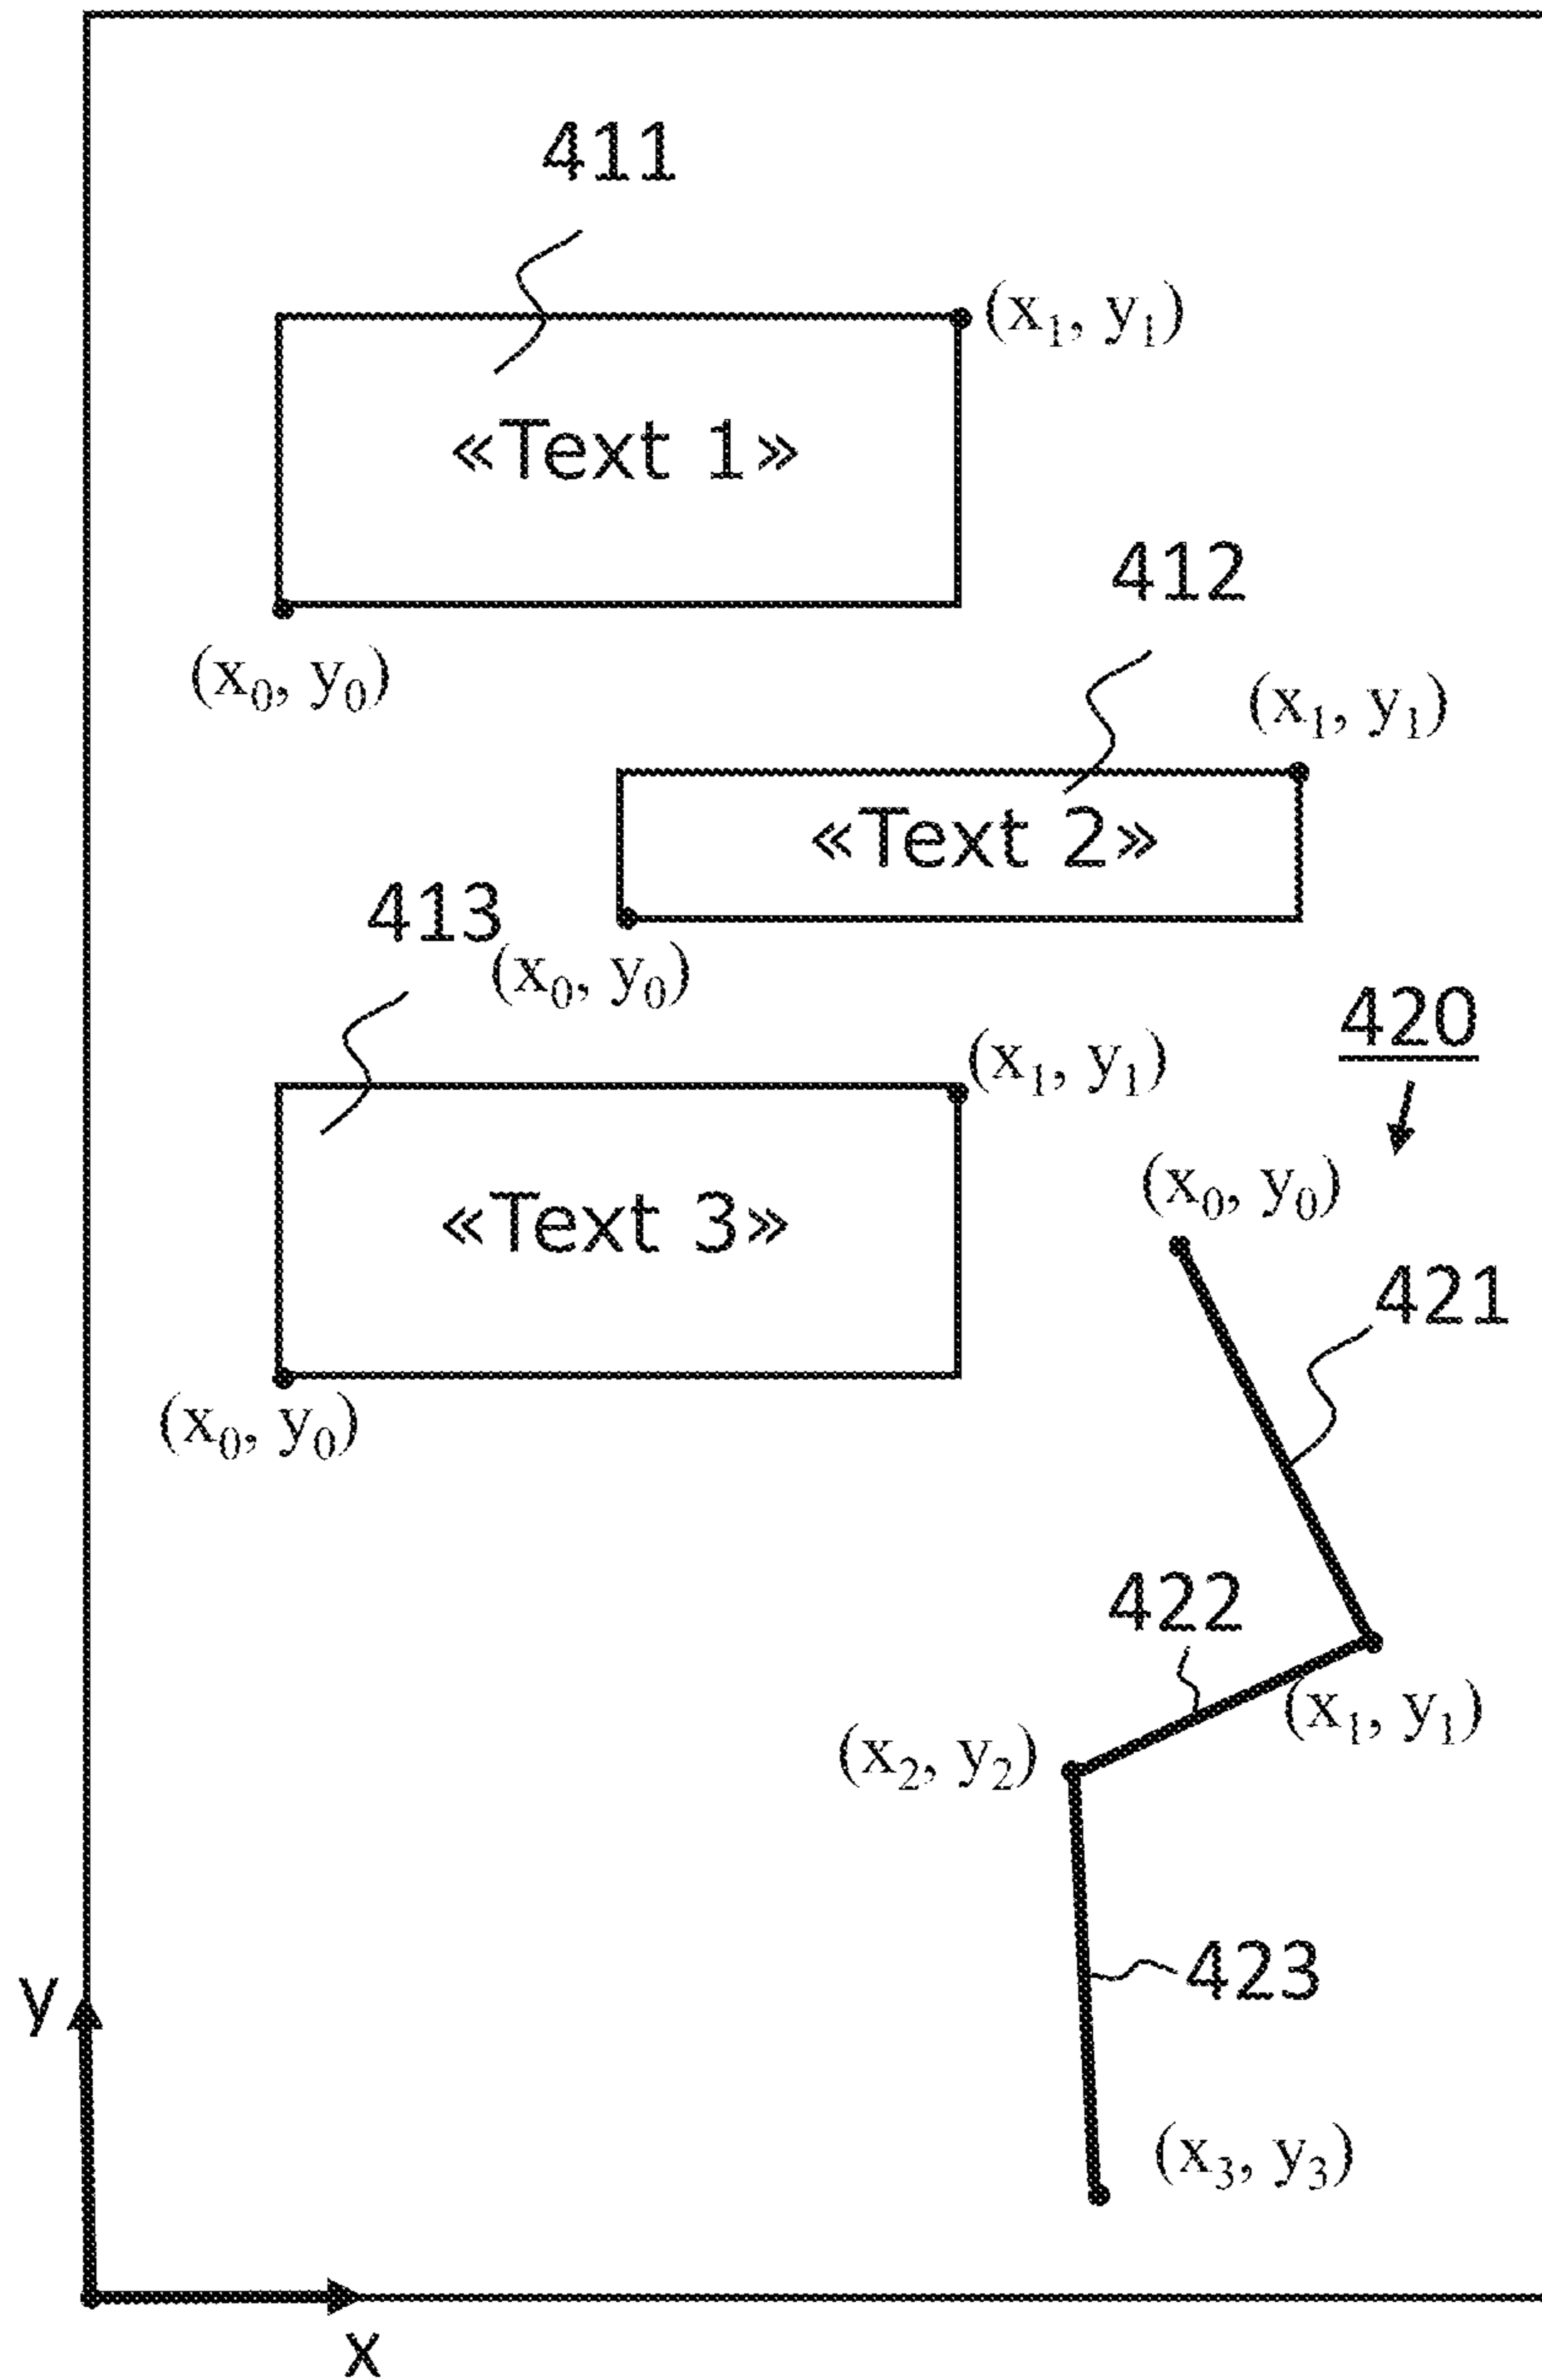 411
(x₁, y₁)
«Text 1»
412
(x₀, y₀)
(x₁, y₁)
«Text 2»
413
(x₀, y₀)
420
(x₁, y₁)
(x₀, y₀)
«Text 3»
421
(x₀, y₀)
422
(x₁, y₁)
(x₂, y₂)
423
y
(x₃, y₃)
x